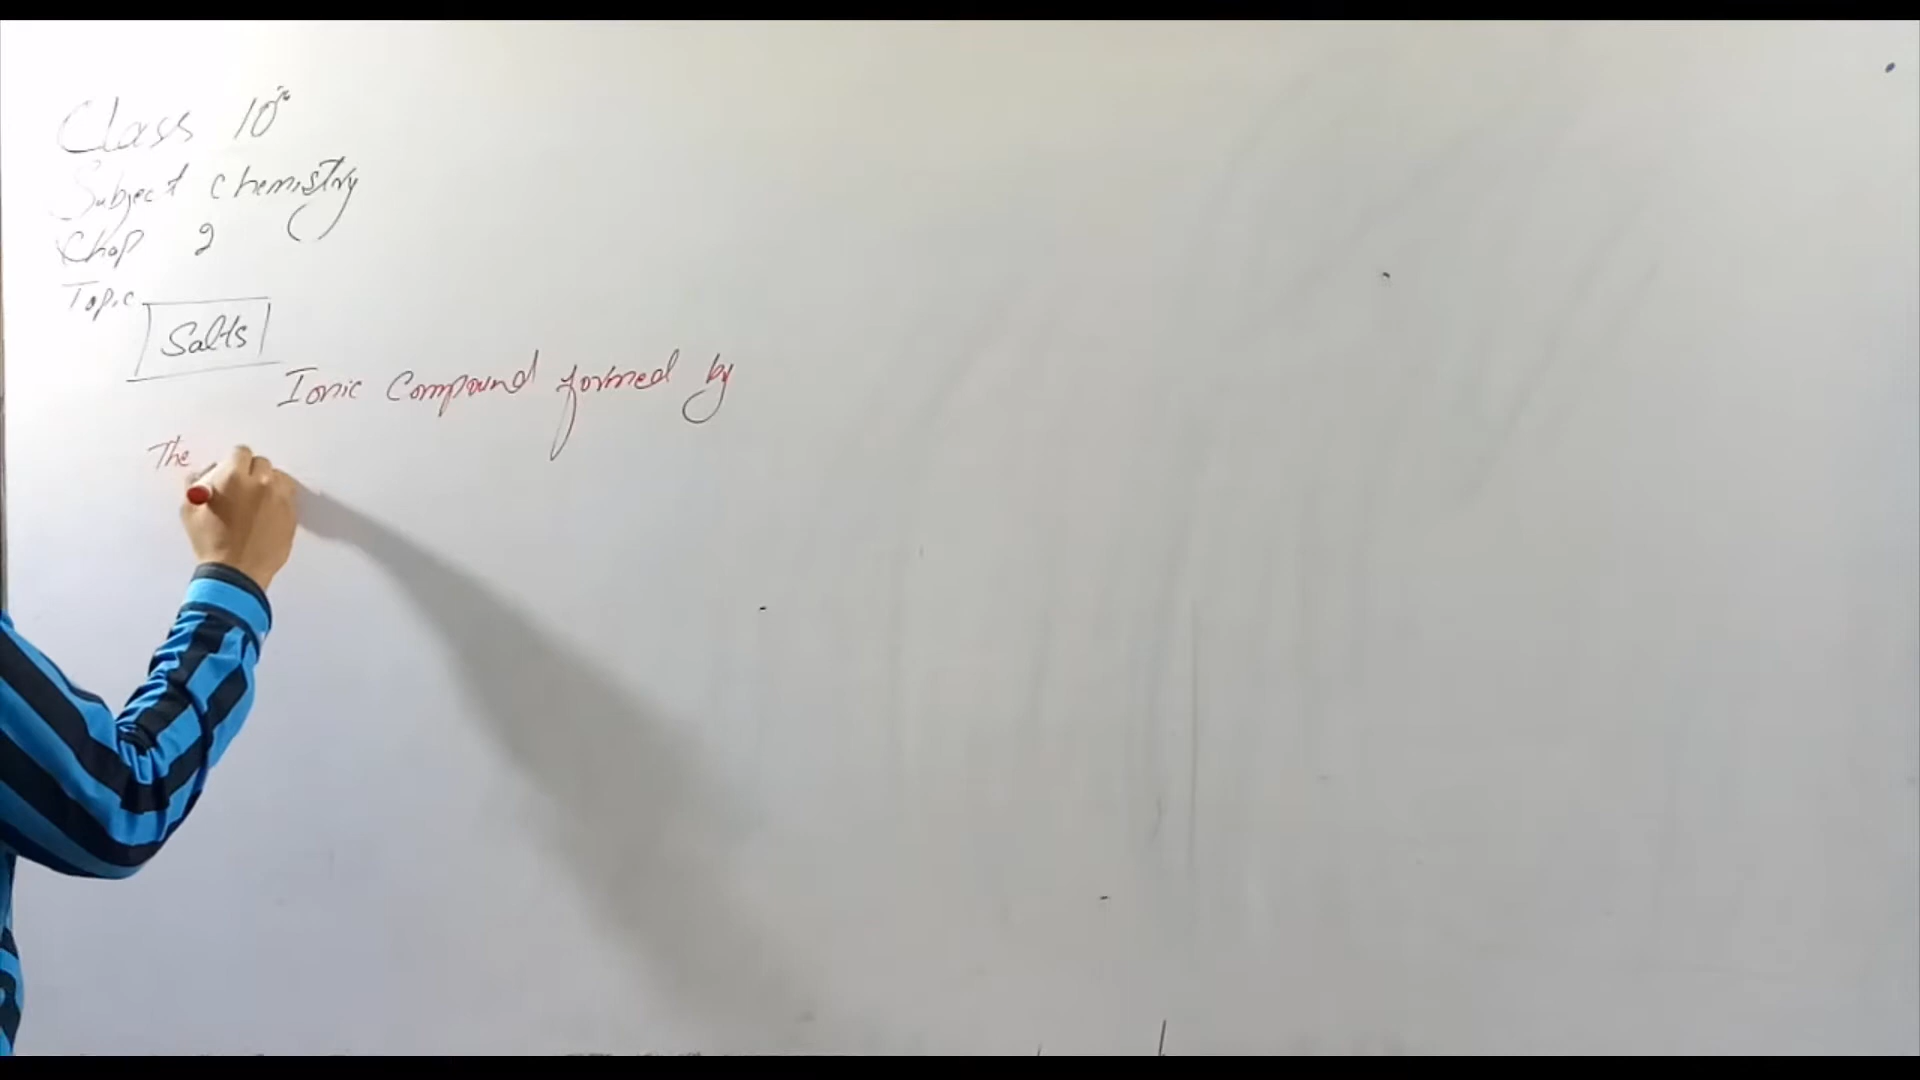 Class 10th
Subject chemistry
Chap 2
Topic
Salts
Ionic Compound formed by
The